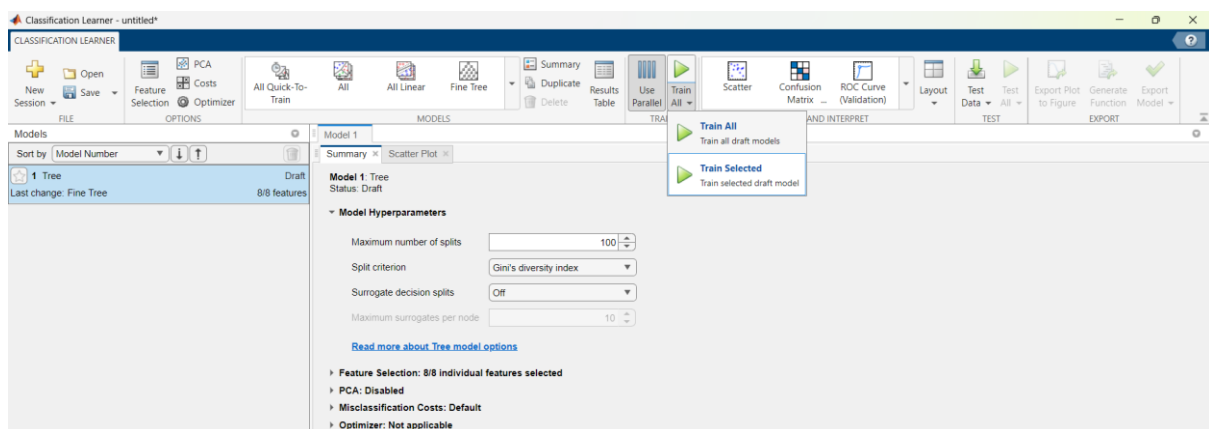 Classification Learner - untitled*
CLASSIFICATION LEARNER
New Session
Open
Save
FILE
Feature Selection
PCA
Costs
Optimizer
OPTIONS
All Quick-To-Train
All
All Linear
Fine Tree
Summary
Duplicate
Delete
MODELS
Results Table
Use Parallel
Train All
TRAI
Scatter
Confusion Matrix ...
ROC Curve (Validation)
AND INTERPRET
Layout
Test Data
Test All
TEST
Export Plot to Figure
Generate Function
Export Model
EXPORT
Train All
Train all draft models
Train Selected
Train selected draft model
Models
Sort by Model Number
1 Tree Draft
Last change: Fine Tree 8/8 features
Model 1
Summary Scatter Plot
Model 1: Tree
Status: Draft
Model Hyperparameters
Maximum number of splits 100
Split criterion Gini's diversity index
Surrogate decision splits Off
Maximum surrogates per node 10
Read more about Tree model options
Feature Selection: 8/8 individual features selected
PCA: Disabled
Misclassification Costs: Default
Optimizer: Not applicable